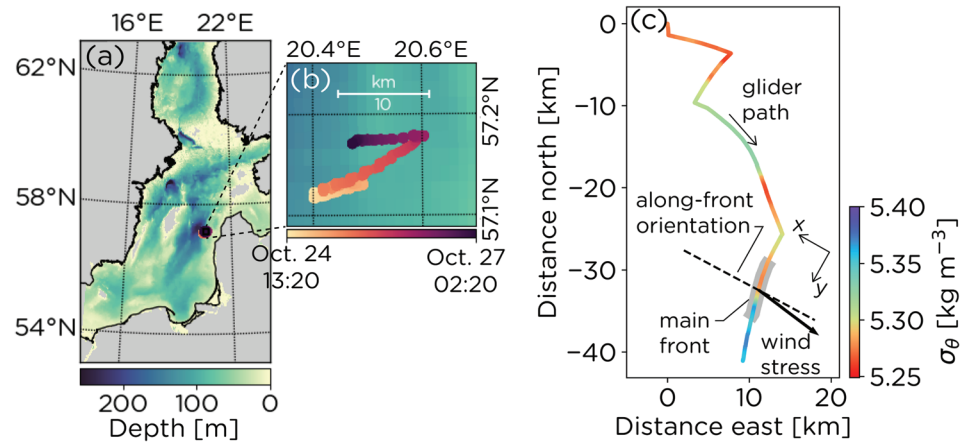 16°E 22°E
(a)
62°N
58°N
54°N
200 100 0
Depth [m]
20.4°E 20.6°E
(b)
km
10
57.2°N
57.1°N
Oct. 24
13:20
Oct. 27
02:20
(c)
0
−10
−20
−30
−40
Distance north [km]
glider
path
along-front
orientation
x
y
main
front
wind
stress
0 10 20
Distance east [km]
5.40
5.35
5.30
5.25
σθ [kg m−3]